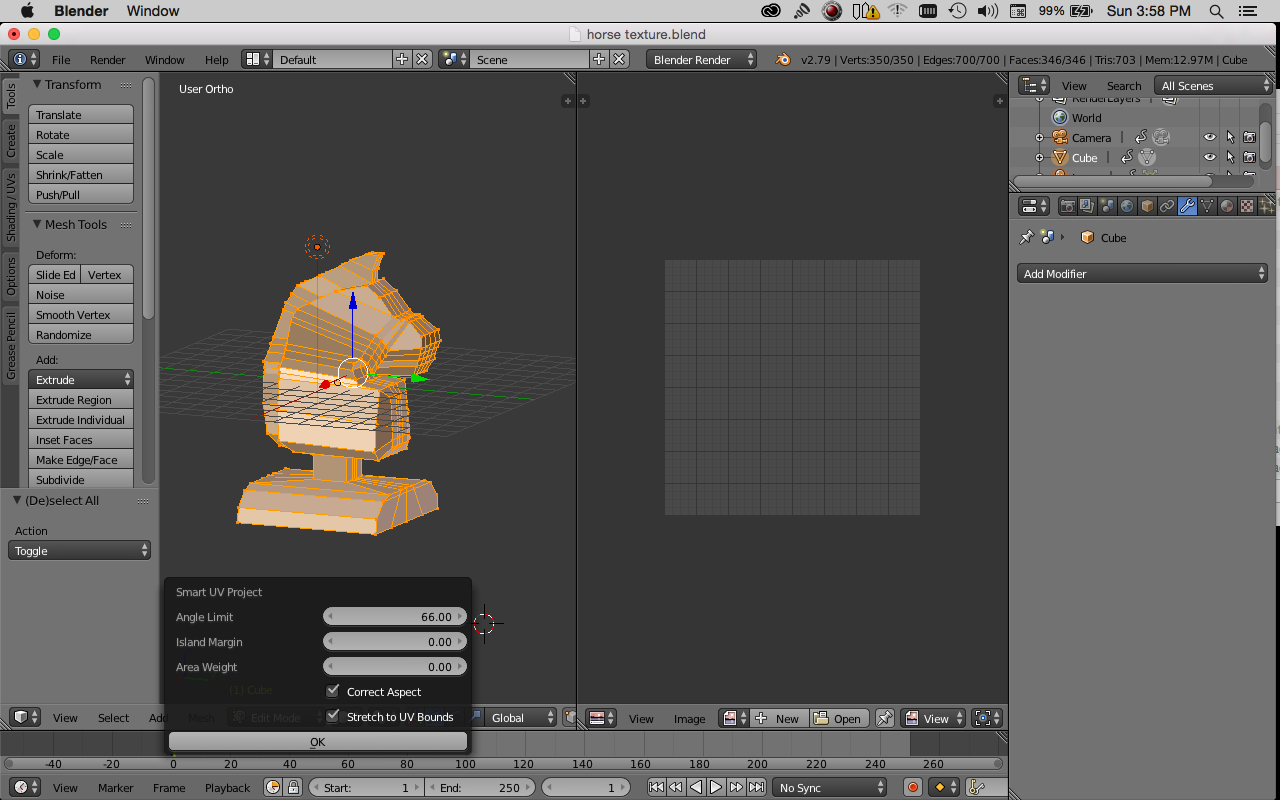 Blender Window 99% Sun 3:58 PM
horse texture.blend
File Render Window Help Default Scene Blender Render v2.79 | Verts:350/350 | Edges:700/700 | Faces:346/346 | Tris:703 | Mem:12.97M | Cube
Tools
Create
Shading / UVs
Options
Grease Pencil
Transform
Translate
Rotate
Scale
Shrink/Fatten
Push/Pull
Mesh Tools
Deform:
Slide Ed Vertex
Noise
Smooth Vertex
Randomize
Add:
Extrude
Extrude Region
Extrude Individual
Inset Faces
Make Edge/Face
Subdivide
(De)select All
Action
Toggle
User Ortho
Smart UV Project
Angle Limit 66.00
Island Margin 0.00
Area Weight 0.00
Correct Aspect
(1) Cube
Stretch to UV Bounds
OK
View Select Add Mesh Edit Mode Global
View Image New Open View
View Search All Scenes
RenderLayers
World
Camera
Cube
Cube
Add Modifier
-40 -20 0 20 40 60 80 100 120 140 160 180 200 220 240 260
View Marker Frame Playback Start: 1 End: 250 1 No Sync